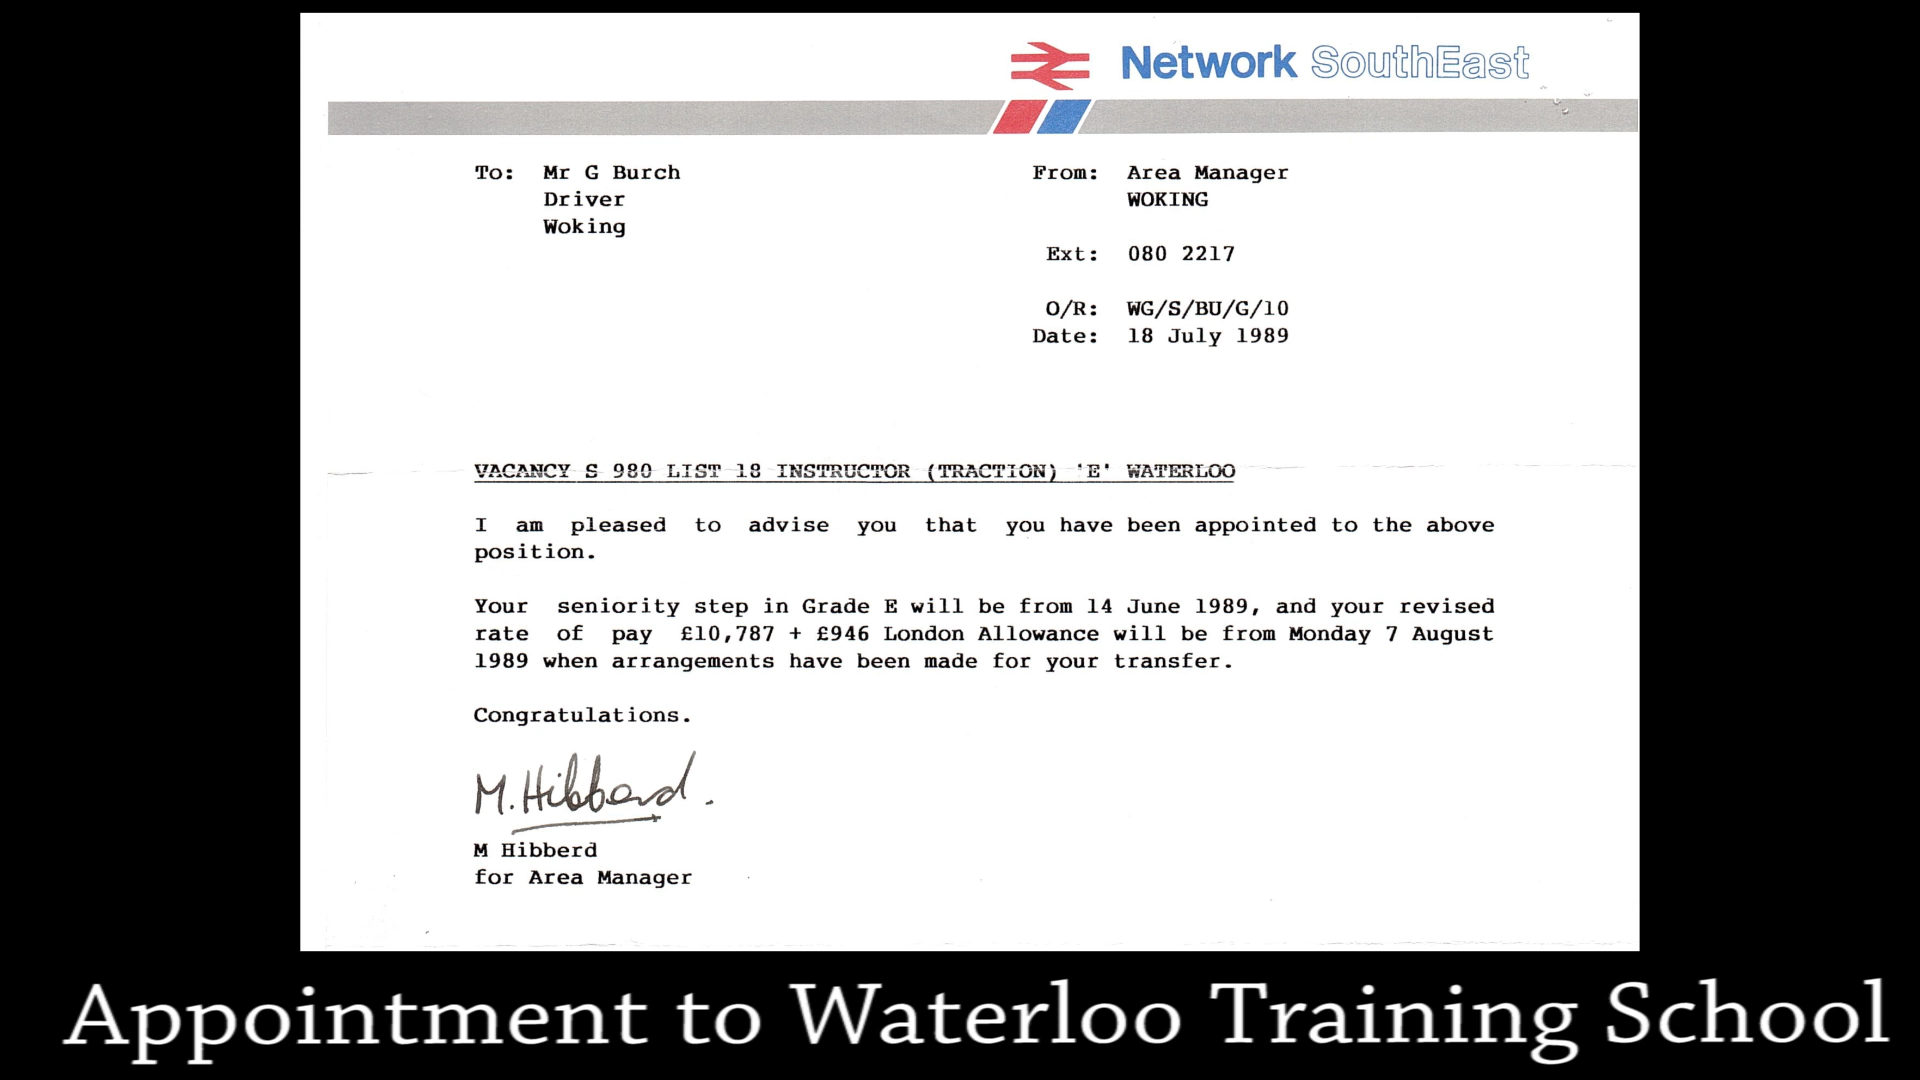 Network SouthEast
To: Mr G Burch
Driver
Woking
From: Area Manager
WOKING
Ext: 080 2217
O/R: WG/S/BU/G/10
Date: 18 July 1989
VACANCY S 980 LIST 18 INSTRUCTOR (TRACTION) 'E' WATERLOO
I am pleased to advise you that you have been appointed to the above
position.
Your seniority step in Grade E will be from 14 June 1989, and your revised
rate of pay £10,787 + £946 London Allowance will be from Monday 7 August
1989 when arrangements have been made for your transfer.
Congratulations.
M. Hibberd.
M Hibberd
for Area Manager
Appointment to Waterloo Training School